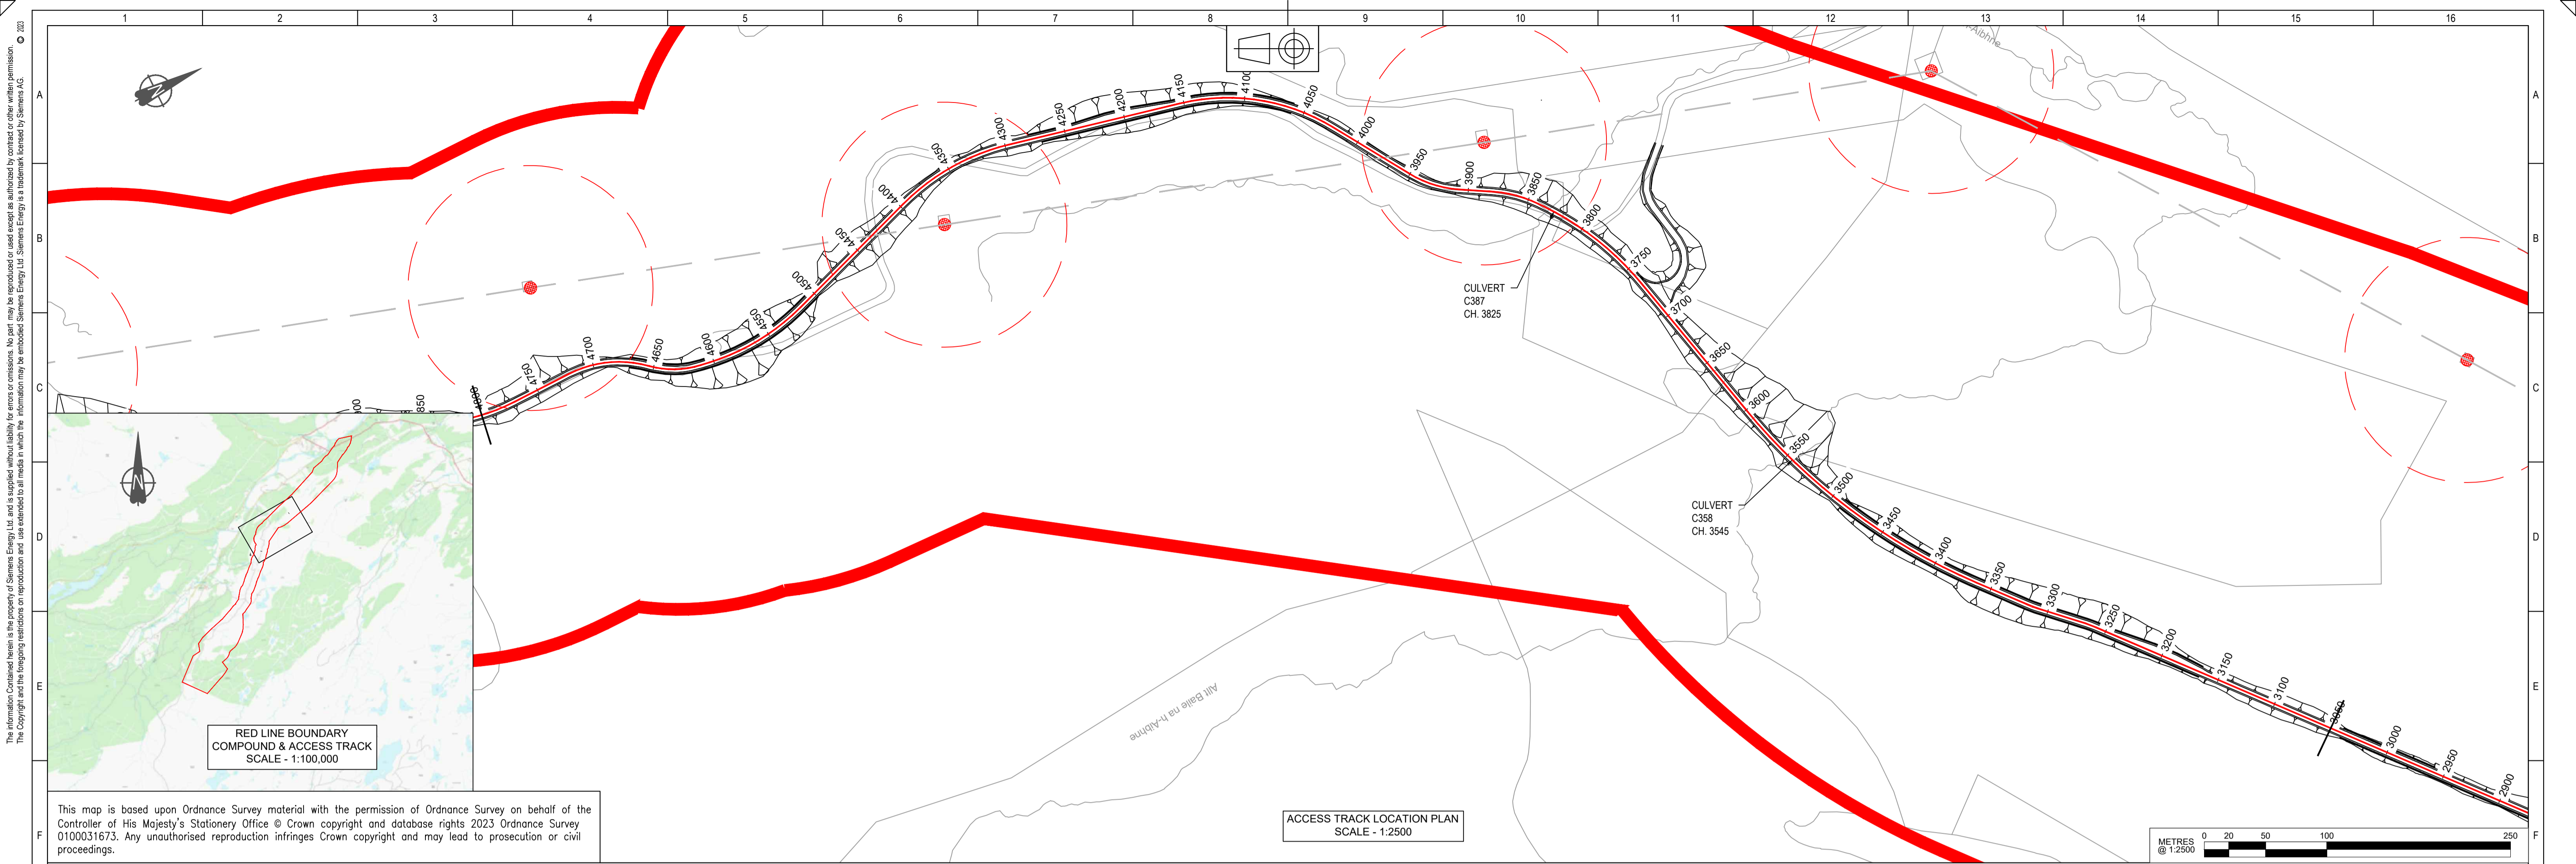 1 2 3 4 5 6 7 8 9 10 11 12 13 14 15 16
© 2023
The information Contained herein is the property of Siemens Energy Ltd. and is supplied without liability for errors or omissions. No part may be reproduced or used except as authorized by contract or other written permission.
The Copyright and the foregoing restrictions on reproduction and use extended to all media in which the information may be embodied Siemens Energy Ltd .Siemens Energy is a trademark licensed by Siemens AG.
A
B
C
D
E
F
A
B
C
D
E
F
N
4800
4750
4700
4650
4600
4550
4500
4450
4400
4350
4300
4250
4200
4150
4100
4050
4000
3950
3900
3850
3800
3750
3700
3650
3600
3550
3500
3450
3400
3350
3300
3250
3200
3150
3100
3050
3000
2950
2900
850
CULVERT
C387
CH. 3825
CULVERT
C358
CH. 3545
Allt Baile na h-Aibhne
N
RED LINE BOUNDARY
COMPOUND & ACCESS TRACK
SCALE - 1:100,000
This map is based upon Ordnance Survey material with the permission of Ordnance Survey on behalf of the
Controller of His Majesty's Stationery Office © Crown copyright and database rights 2023 Ordnance Survey
0100031673. Any unauthorised reproduction infringes Crown copyright and may lead to prosecution or civil
proceedings.
ACCESS TRACK LOCATION PLAN
SCALE - 1:2500
METRES
@ 1:2500
0 20 50 100 250